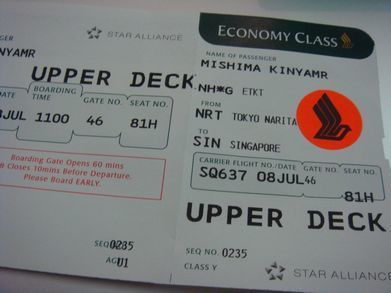 STAR ALLIANCE
KINYAMR
UPPER DECK
BOARDING TIME GATE NO. SEAT NO.
JUL 1100 46 81H
Boarding Gate Opens 60 mins
Closes 10mins Before Departure.
Please Board EARLY.
SEQ NO. 0235
U1
ECONOMY CLASS
NAME OF PASSENGER
MISHIMA KINYAMR
NH*G ETKT
FROM
NRT TOKYO NARITA
TO
SIN SINGAPORE
CARRIER FLIGHT NO./DATE GATE NO. SEAT NO.
SQ637 08JUL 46 81H
UPPER DECK
SEQ NO. 0235
CLASS Y
STAR ALLIANCE